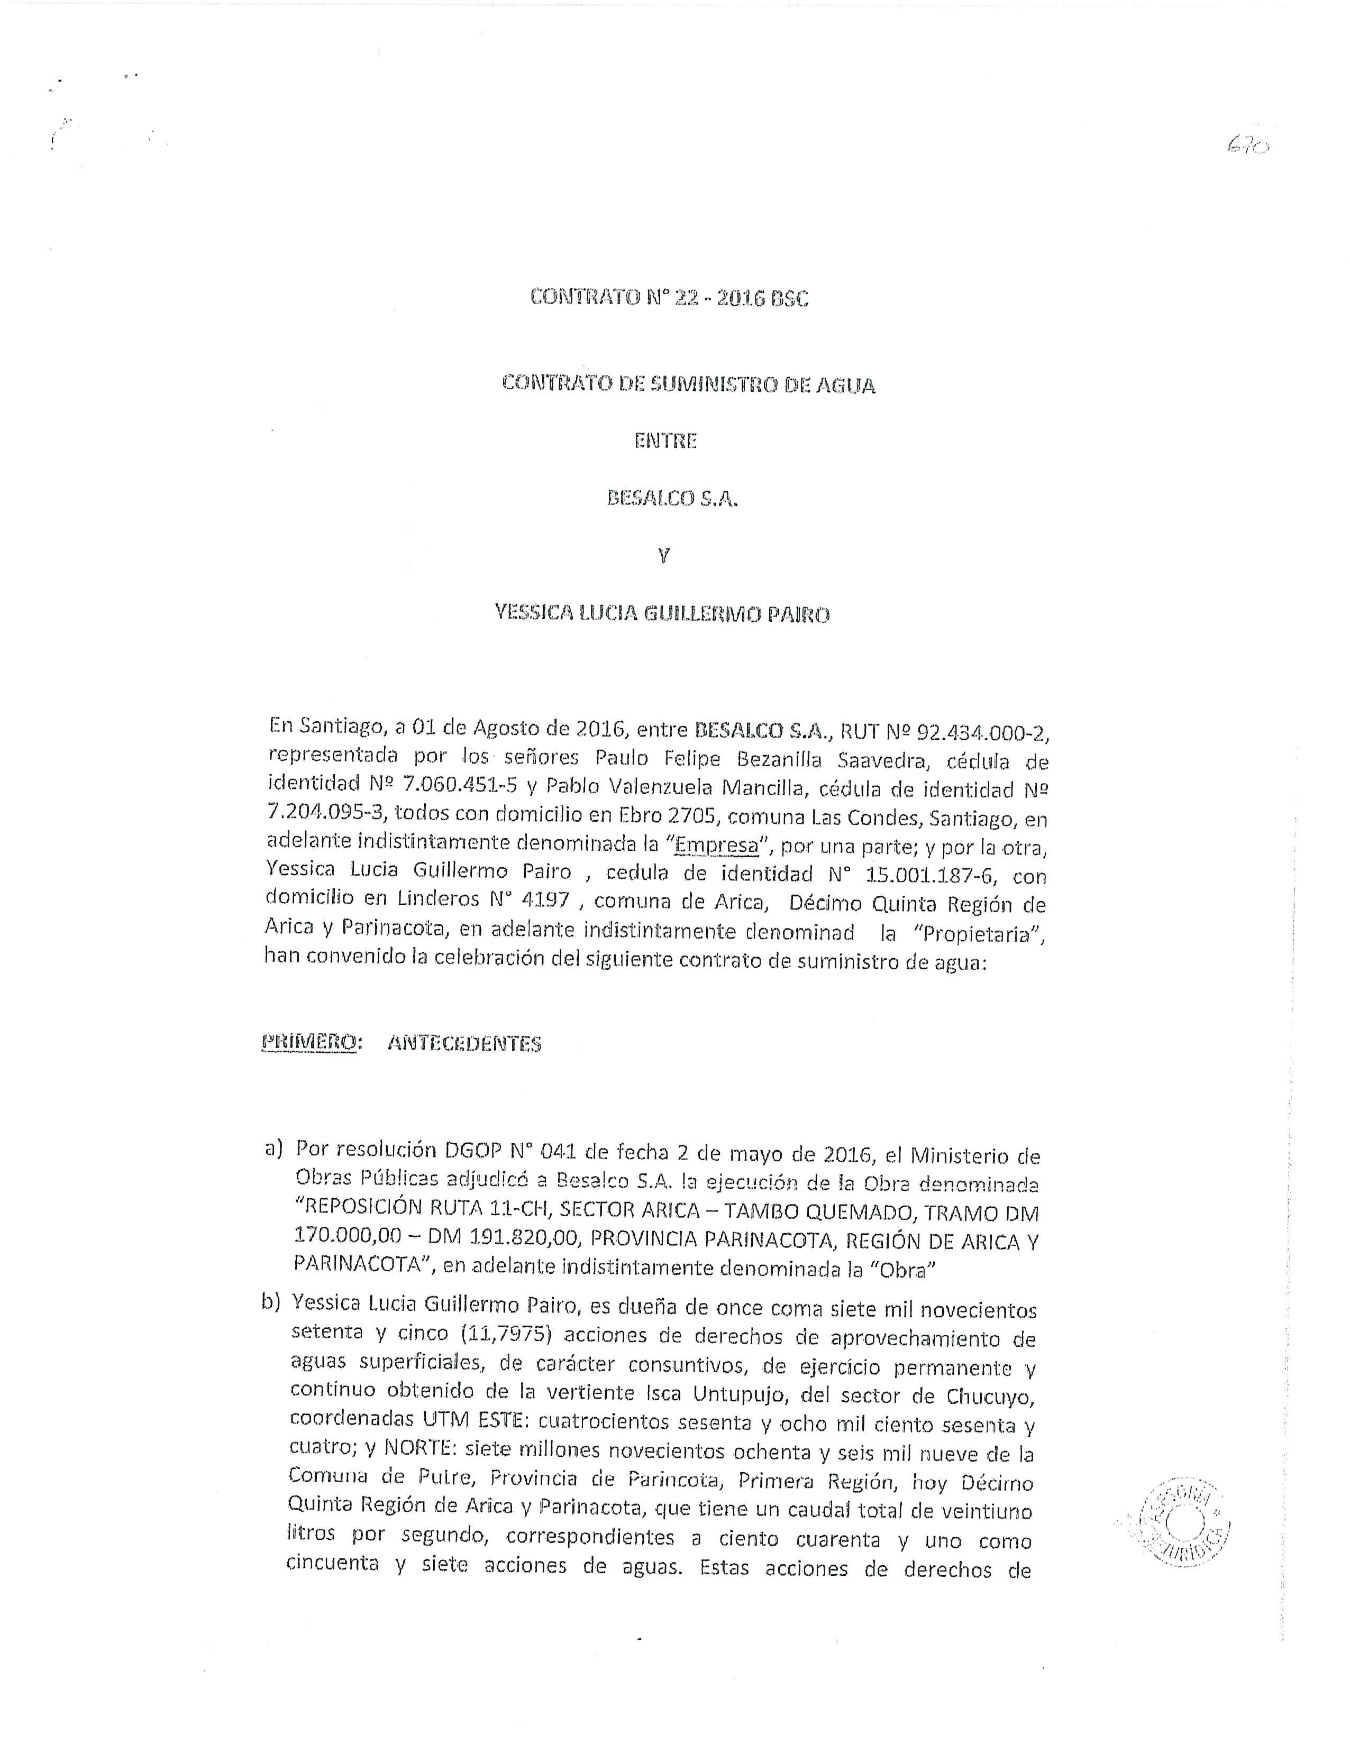 670
CONTRATO N° 22 - 2016 BSC
CONTRATO DE SUMINISTRO DE AGUA
ENTRE
BESALCO S.A.
Y
YESSICA LUCIA GUILLERMO PAIRO
En Santiago, a 01 de Agosto de 2016, entre BESALCO S.A., RUT Nº 92.434.000-2,
representada por los señores Paulo Felipe Bezanilla Saavedra, cédula de
identidad Nº 7.060.451-5 y Pablo Valenzuela Mancilla, cédula de identidad Nº
7.204.095-3, todos con domicilio en Ebro 2705, comuna Las Condes, Santiago, en
adelante indistintamente denominada la "Empresa", por una parte; y por la otra,
Yessica Lucia Guillermo Pairo , cedula de identidad N° 15.001.187-6, con
domicilio en Linderos N° 4197 , comuna de Arica, Décimo Quinta Región de
Arica y Parinacota, en adelante indistintamente denominad la "Propietaria",
han convenido la celebración del siguiente contrato de suministro de agua:
PRIMERO: ANTECEDENTES
a) Por resolución DGOP N° 041 de fecha 2 de mayo de 2016, el Ministerio de
Obras Públicas adjudicó a Besalco S.A. la ejecución de la Obra denominada
"REPOSICIÓN RUTA 11-CH, SECTOR ARICA – TAMBO QUEMADO, TRAMO DM
170.000,00 – DM 191.820,00, PROVINCIA PARINACOTA, REGIÓN DE ARICA Y
PARINACOTA", en adelante indistintamente denominada la "Obra"
b) Yessica Lucia Guillermo Pairo, es dueña de once coma siete mil novecientos
setenta y cinco (11,7975) acciones de derechos de aprovechamiento de
aguas superficiales, de carácter consuntivos, de ejercicio permanente y
continuo obtenido de la vertiente Isca Untupujo, del sector de Chucuyo,
coordenadas UTM ESTE: cuatrocientos sesenta y ocho mil ciento sesenta y
cuatro; y NORTE: siete millones novecientos ochenta y seis mil nueve de la
Comuna de Putre, Provincia de Parincota, Primera Región, hoy Décimo
Quinta Región de Arica y Parinacota, que tiene un caudal total de veintiuno
litros por segundo, correspondientes a ciento cuarenta y uno como
cincuenta y siete acciones de aguas. Estas acciones de derechos de
ASESORIA
JURÍDICA